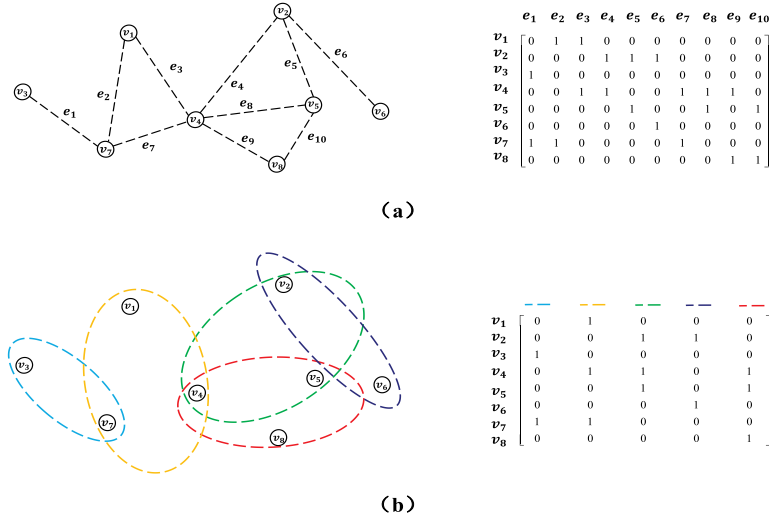 v₂
e₆
v₁
e₃
e₅
e₂
e₄
v₃
e₈
v₅
e₁
v₄
v₆
e₇
e₉
e₁₀
v₇
v₈
e₁ e₂ e₃ e₄ e₅ e₆ e₇ e₈ e₉ e₁₀
v₁ 0 1 1 0 0 0 0 0 0 0
v₂ 0 0 0 1 1 1 0 0 0 0
v₃ 1 0 0 0 0 0 0 0 0 0
v₄ 0 0 1 1 0 0 1 1 1 0
v₅ 0 0 0 0 1 0 0 1 0 1
v₆ 0 0 0 0 0 1 0 0 0 0
v₇ 1 1 0 0 0 0 1 0 0 0
v₈ 0 0 0 0 0 0 0 0 1 1
(a)
v₂
v₁
v₃
v₅
v₆
v₄
v₇
v₈
v₁ 0 1 0 0 0
v₂ 0 0 1 1 0
v₃ 1 0 0 0 0
v₄ 0 1 1 0 1
v₅ 0 0 1 0 1
v₆ 0 0 0 1 0
v₇ 1 1 0 0 0
v₈ 0 0 0 0 1
(b)